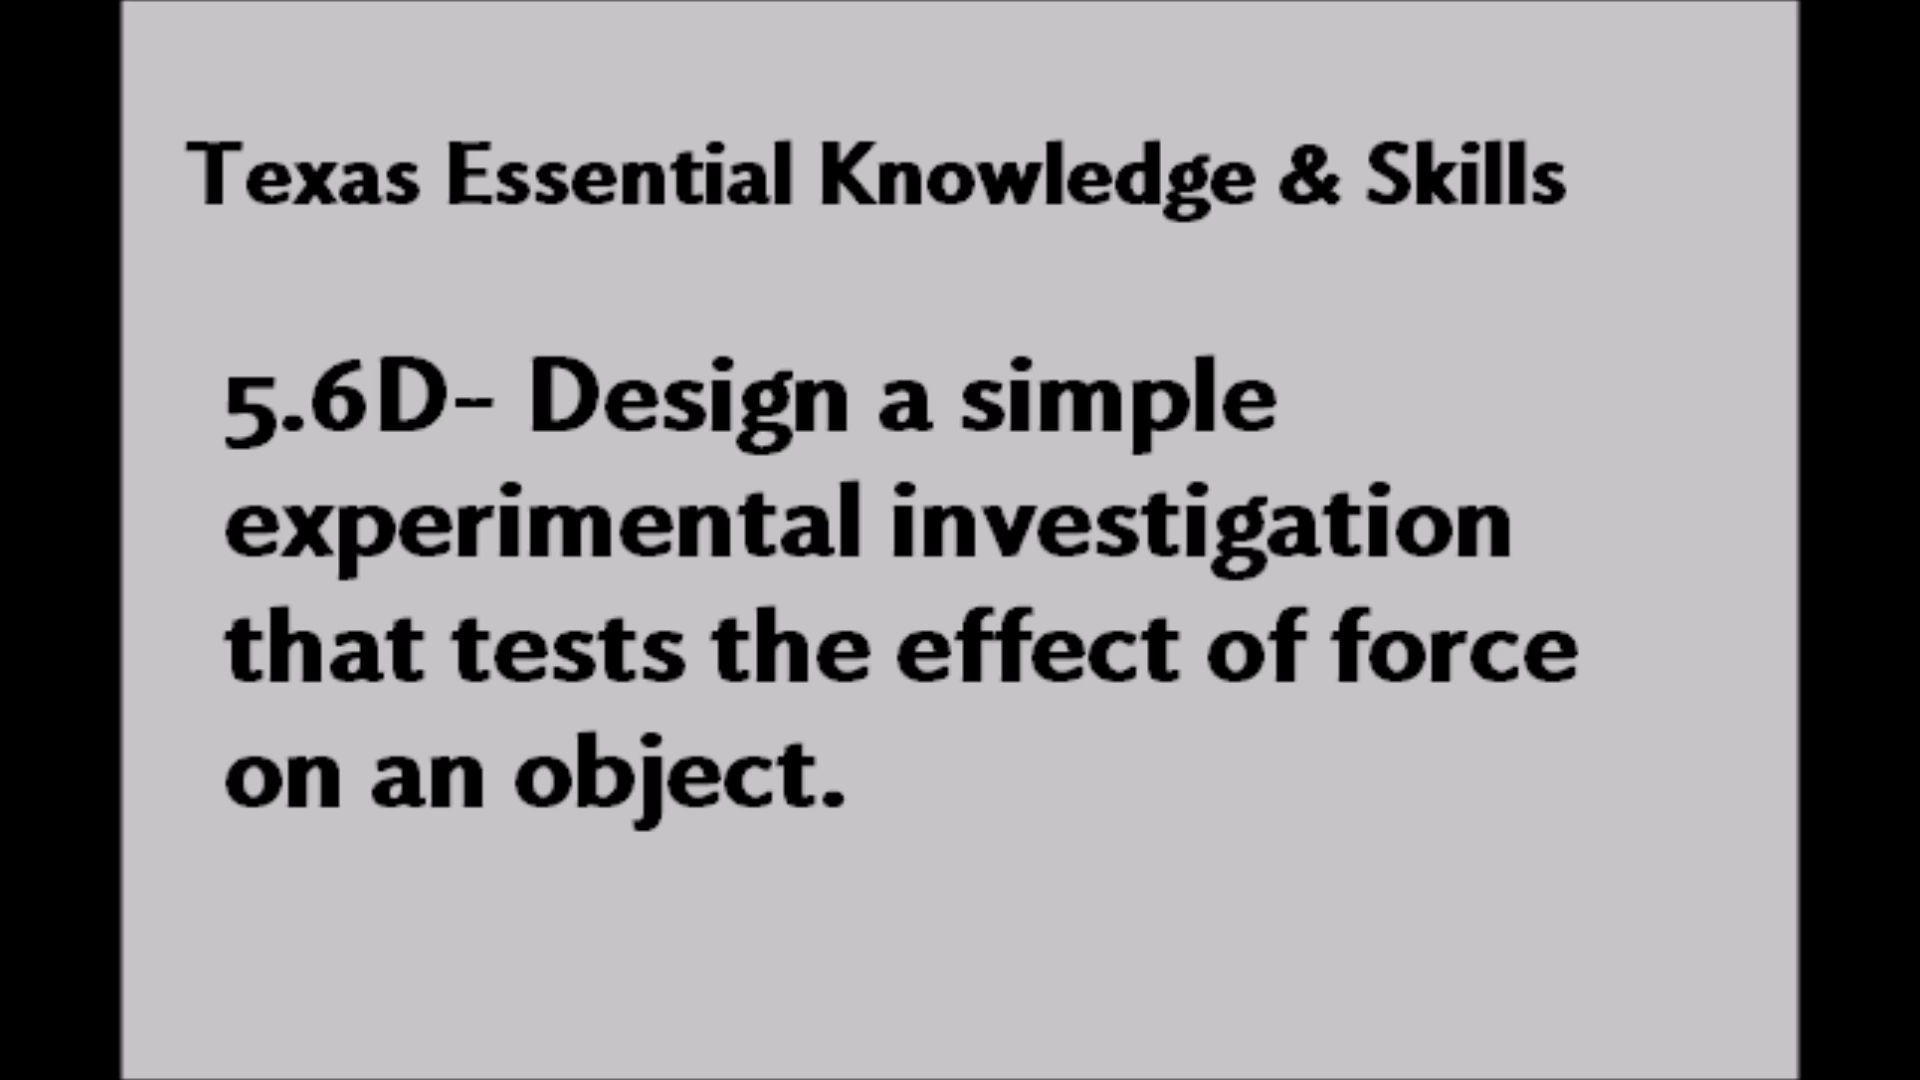 Texas Essential Knowledge & Skills
5.6D- Design a simple
experimental investigation
that tests the effect of force
on an object.